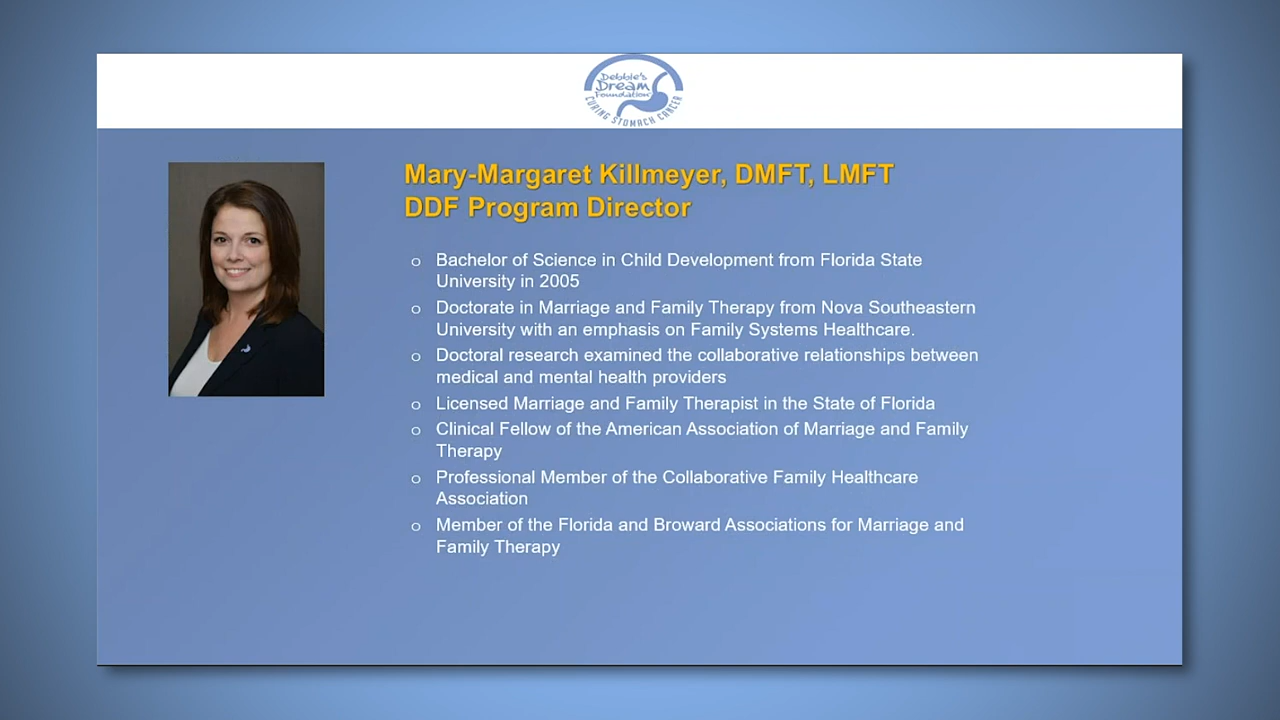 Debbie's
Dream
Foundation
CURING STOMACH CANCER
Mary-Margaret Killmeyer, DMFT, LMFT
DDF Program Director
o Bachelor of Science in Child Development from Florida State
University in 2005
o Doctorate in Marriage and Family Therapy from Nova Southeastern
University with an emphasis on Family Systems Healthcare.
o Doctoral research examined the collaborative relationships between
medical and mental health providers
o Licensed Marriage and Family Therapist in the State of Florida
o Clinical Fellow of the American Association of Marriage and Family
Therapy
o Professional Member of the Collaborative Family Healthcare
Association
o Member of the Florida and Broward Associations for Marriage and
Family Therapy